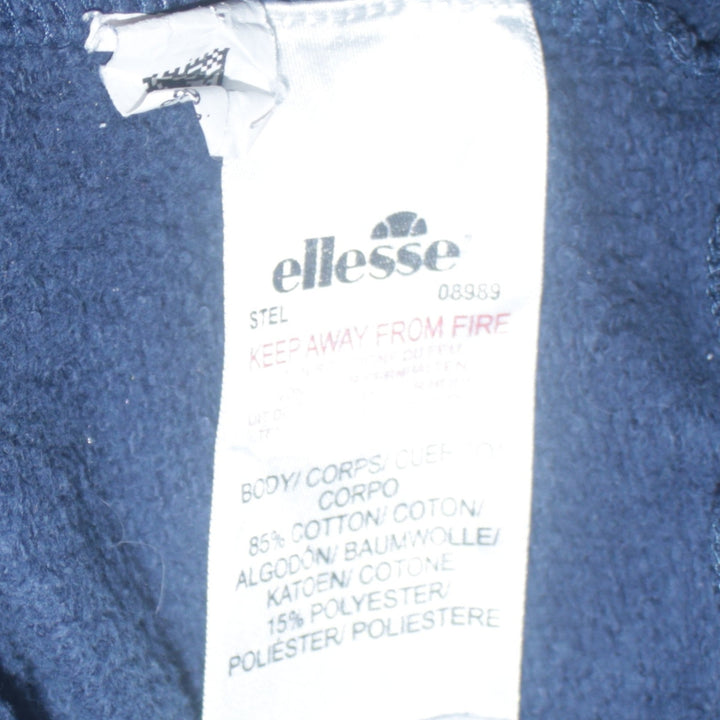 ellesse
STEL 08989
KEEP AWAY FROM FIRE
BODY/ CORPS/ CUERPO/
CORPO
85% COTTON/ COTON/
ALGODÓN/ BAUMWOLLE/
KATOEN/ COTONE
15% POLYESTER/
POLIÉSTER/ POLIESTERE